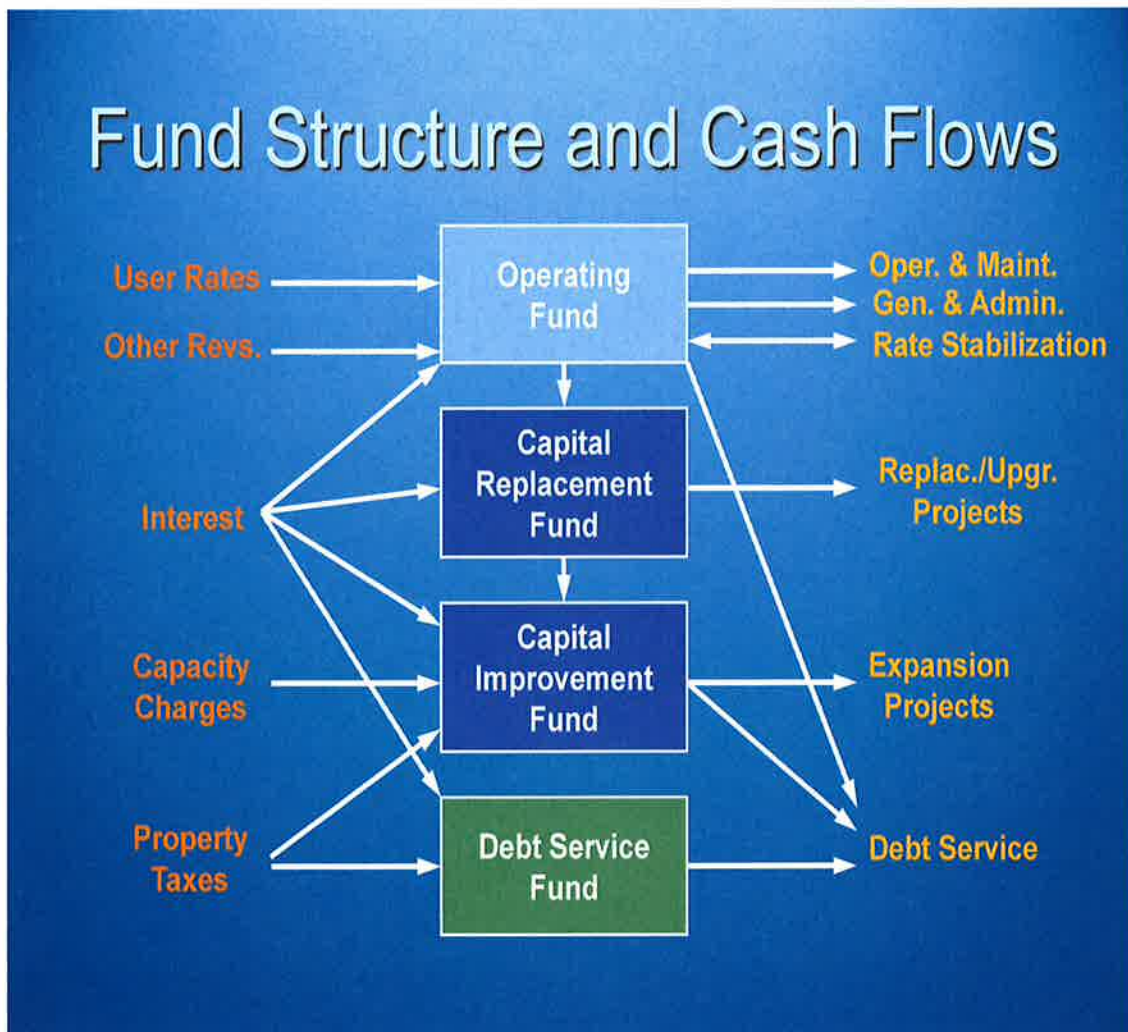 Fund Structure and Cash Flows
User Rates
Other Revs.
Interest
Capacity
Charges
Property
Taxes
Operating
Fund
Capital
Replacement
Fund
Capital
Improvement
Fund
Debt Service
Fund
Oper. & Maint.
Gen. & Admin.
Rate Stabilization
Replac./Upgr.
Projects
Expansion
Projects
Debt Service